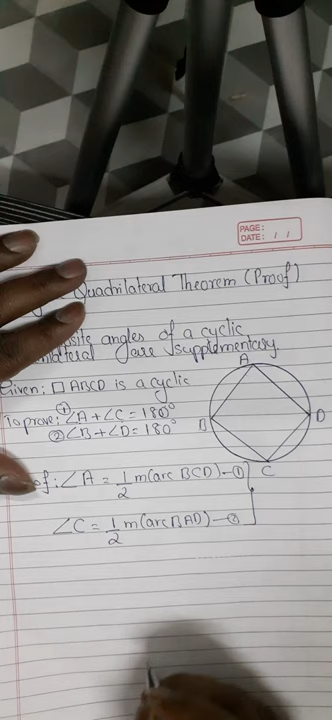 PAGE:
DATE: / /
Quadrilateral Theorem (Proof)
angles of a cyclic
are supplementary.
Given: □ ABCD is a cyclic
To prove: ① ∠A + ∠C = 180°
② ∠B + ∠D = 180°
A
B
D
C
∠A = 1/2 m(arc BCD) - ①
∠C = 1/2 m(arc BAD) - ②